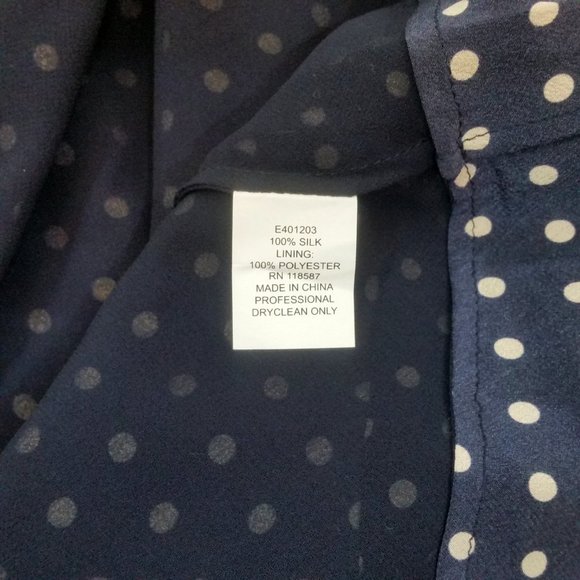 E401203
100% SILK
LINING:
100% POLYESTER
RN 118587
MADE IN CHINA
PROFESSIONAL
DRYCLEAN ONLY